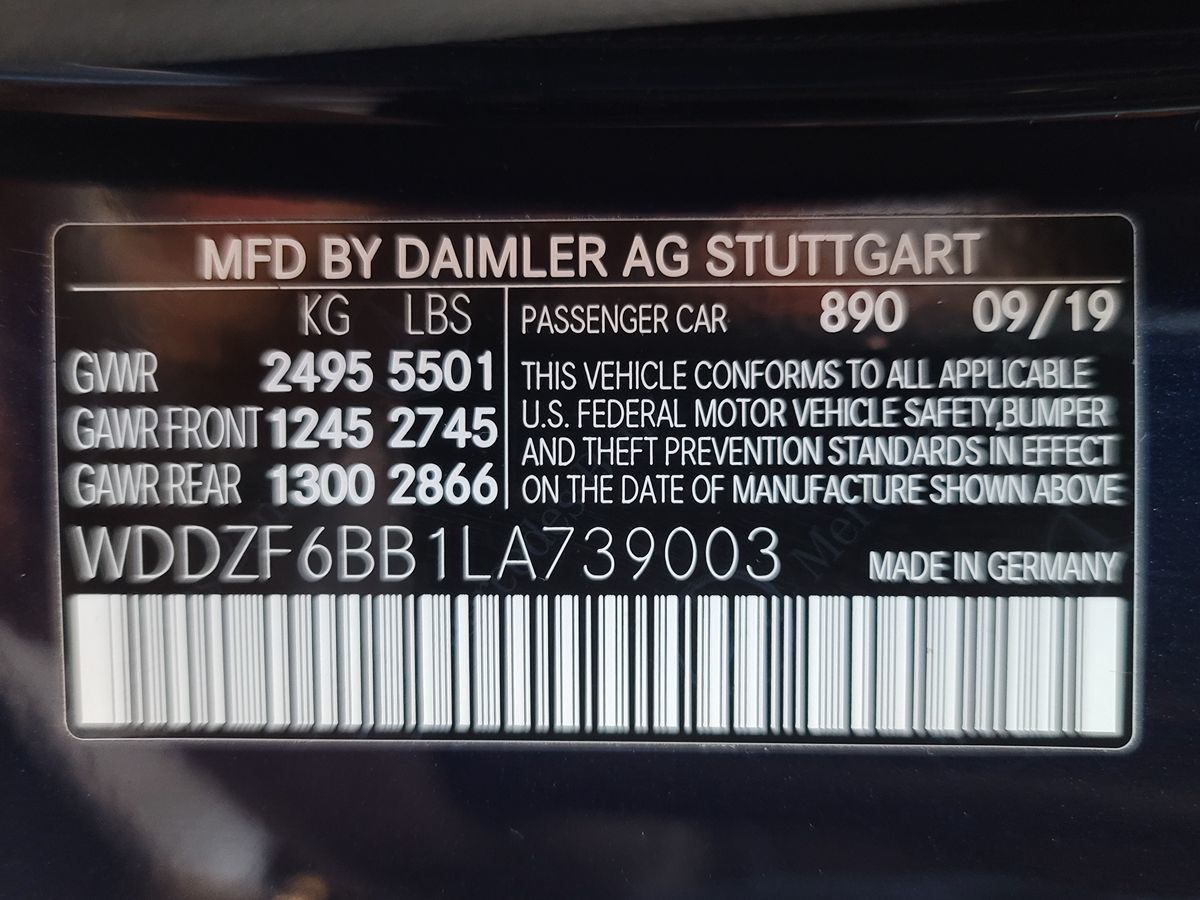 MFD BY DAIMLER AG STUTTGART
KG LBS
GVWR 2495 5501
GAWR FRONT 1245 2745
GAWR REAR 1300 2866
PASSENGER CAR 890 09/19
THIS VEHICLE CONFORMS TO ALL APPLICABLE
U.S. FEDERAL MOTOR VEHICLE SAFETY,BUMPER
AND THEFT PREVENTION STANDARDS IN EFFECT
ON THE DATE OF MANUFACTURE SHOWN ABOVE
WDDZF6BB1LA739003
MADE IN GERMANY